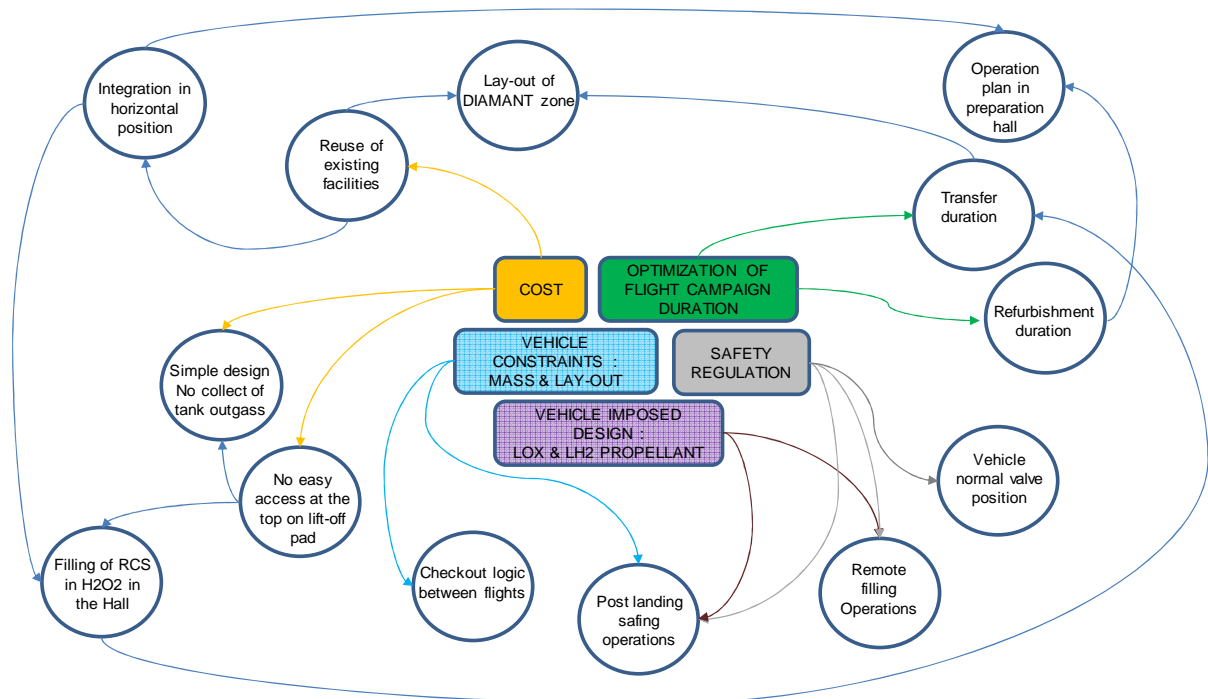 Integration in
horizontal
position
Lay-out of
DIAMANT zone
Operation
plan in
preparation
hall
Reuse of
existing
facilities
Transfer
duration
COST
OPTIMIZATION OF
FLIGHT CAMPAIGN
DURATION
Refurbishment
duration
VEHICLE
CONSTRAINTS :
MASS & LAY-OUT
SAFETY
REGULATION
Simple design
No collect of
tank outgass
VEHICLE IMPOSED
DESIGN :
LOX & LH2 PROPELLANT
Vehicle
normal valve
position
No easy
access at the
top on lift-off
pad
Filling of RCS
in H2O2 in
the Hall
Checkout logic
between flights
Post landing
safing
operations
Remote
filling
Operations